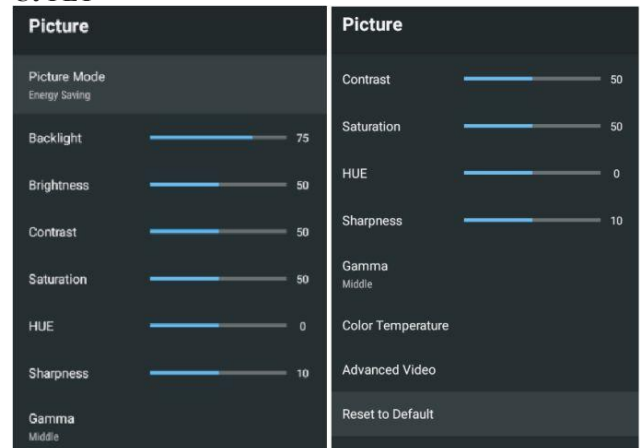 Picture
Picture Mode
Energy Saving
Backlight 75
Brightness 50
Contrast 50
Saturation 50
HUE 0
Sharpness 10
Gamma
Middle
Picture
Contrast 50
Saturation 50
HUE 0
Sharpness 10
Gamma
Middle
Color Temperature
Advanced Video
Reset to Default